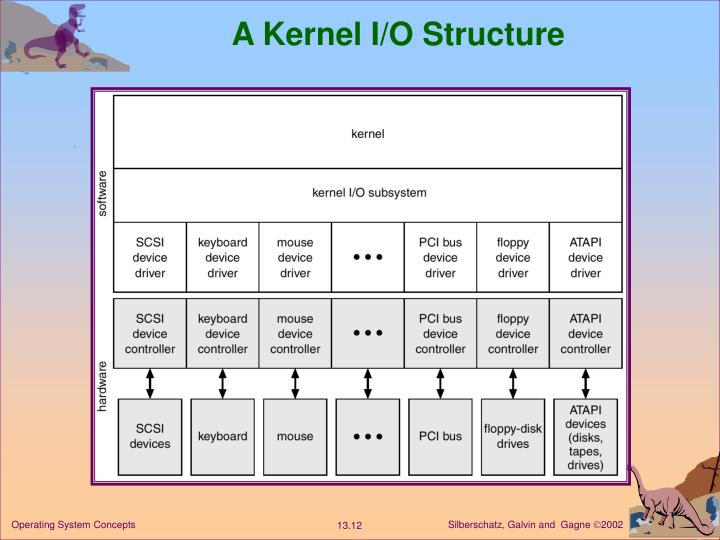 A Kernel I/O Structure
software
kernel
kernel I/O subsystem
SCSI
device
driver
keyboard
device
driver
mouse
device
driver
•••
PCI bus
device
driver
floppy
device
driver
ATAPI
device
driver
hardware
SCSI
device
controller
keyboard
device
controller
mouse
device
controller
•••
PCI bus
device
controller
floppy
device
controller
ATAPI
device
controller
SCSI
devices
keyboard
mouse
•••
PCI bus
floppy-disk
drives
ATAPI
devices
(disks,
tapes,
drives)
Operating System Concepts
13.12
Silberschatz, Galvin and Gagne ©2002